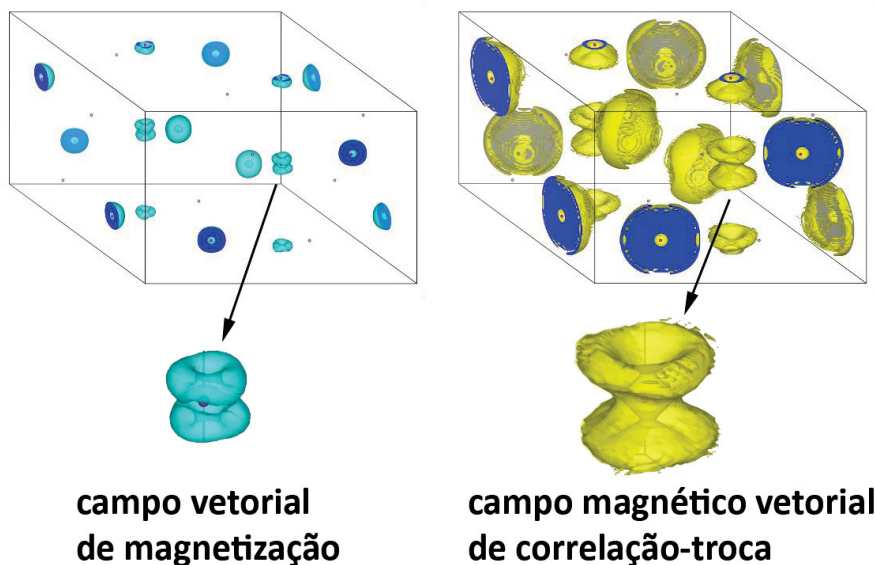 campo vetorial
de magnetização
campo magnético vetorial
de correlação-troca